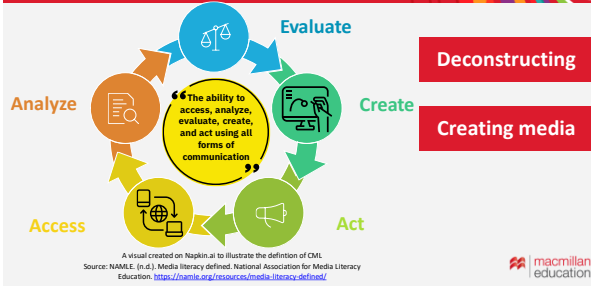 Evaluate
Deconstructing
Analyze
“The ability to
access, analyze,
evaluate, create,
and act using all
forms of
communication
”
Create
Creating media
Access
Act
A visual created on Napkin.ai to illustrate the defintion of CML
Source: NAMLE. (n.d.). Media literacy defined. National Association for Media Literacy
Education. https://namle.org/resources/media-literacy-defined/
macmillan
education